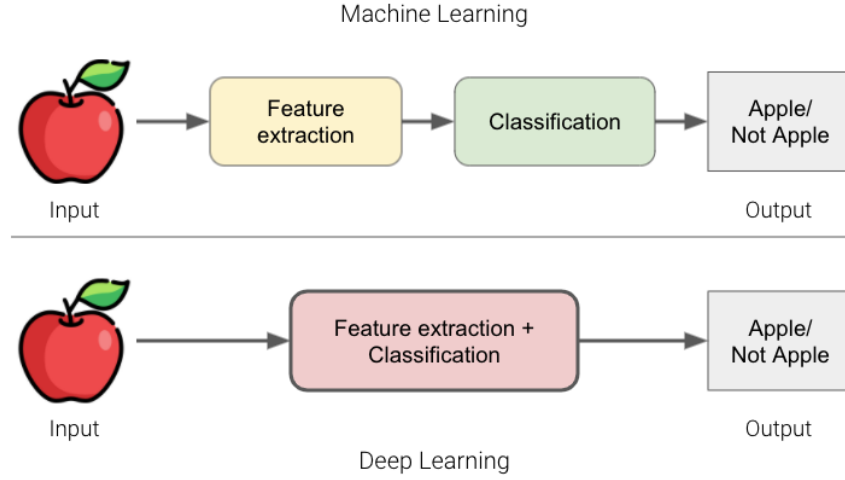 Machine Learning
Feature
extraction
Classification
Apple/
Not Apple
Input
Output
Feature extraction +
Classification
Apple/
Not Apple
Input
Output
Deep Learning